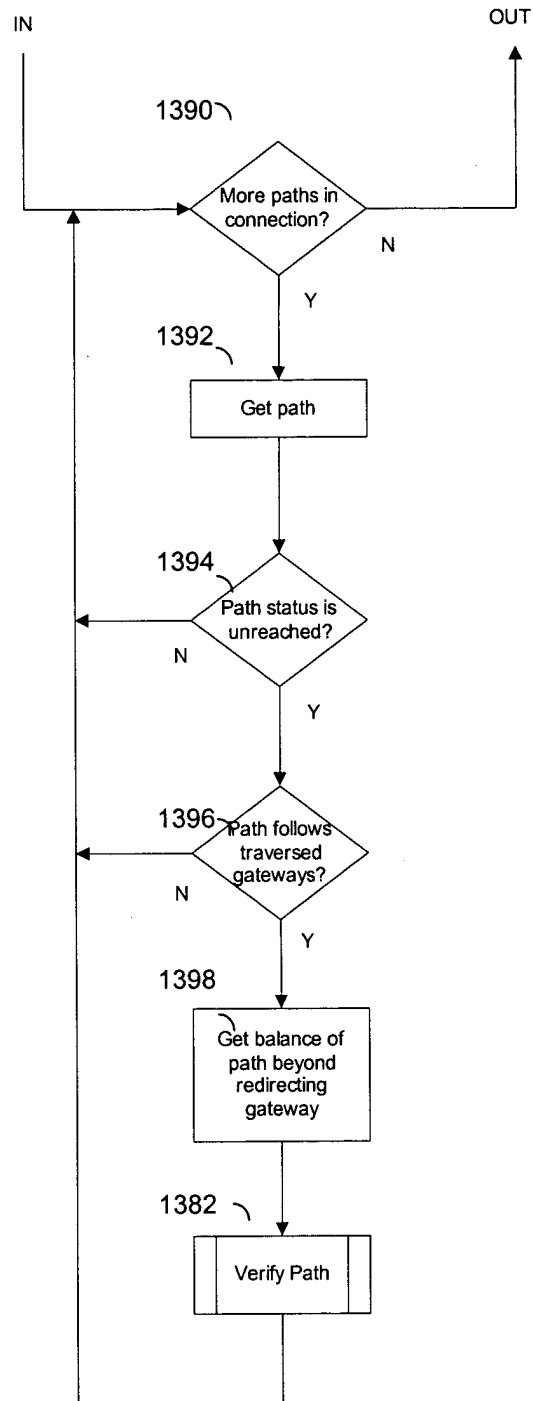 IN
OUT
1390
More paths in
connection?
N
Y
1392
Get path
1394
Path status is
unreached?
N
Y
1396
Path follows
traversed
gateways?
N
Y
1398
Get balance of
path beyond
redirecting
gateway
1382
Verify Path